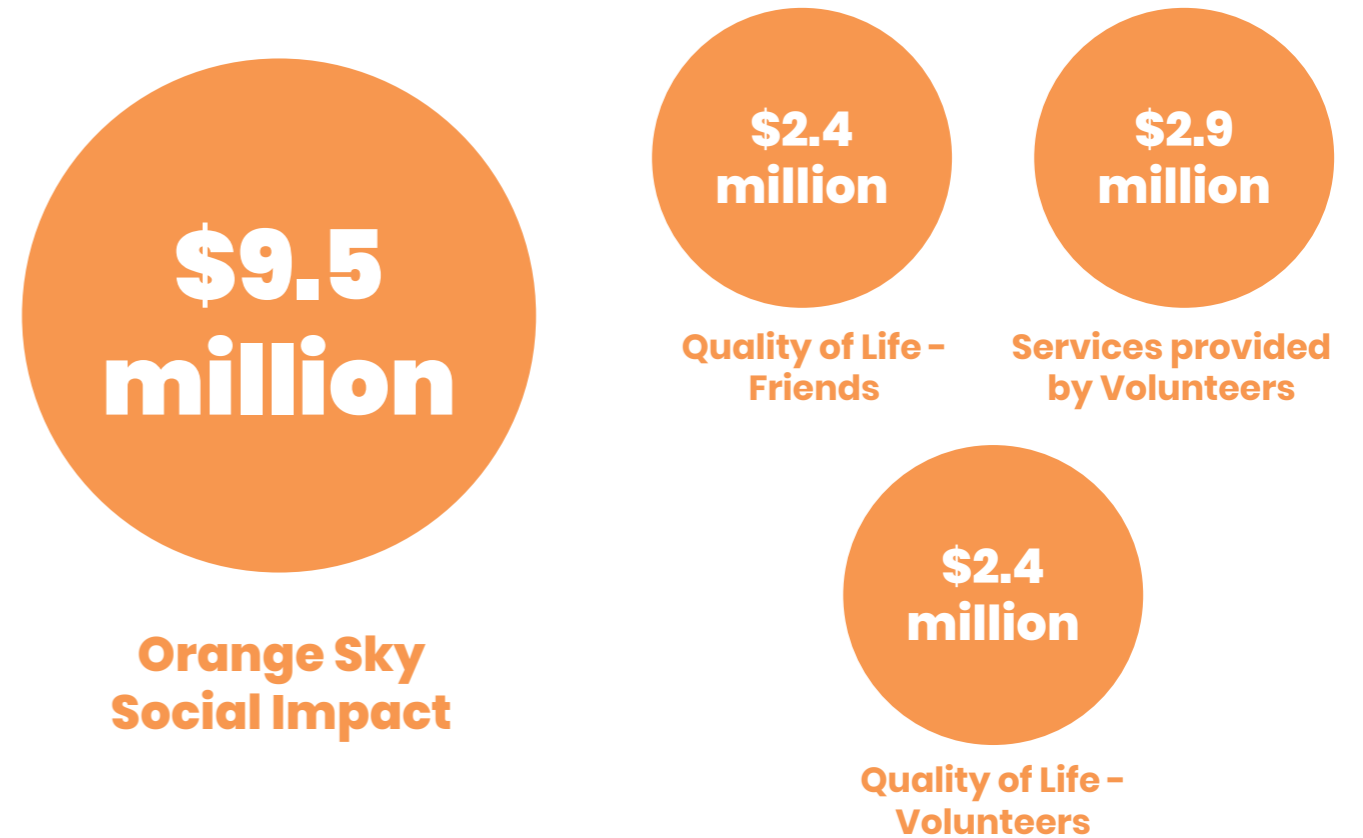 $9.5
million
Orange Sky
Social Impact
$2.4
million
Quality of Life -
Friends
$2.9
million
Services provided
by Volunteers
$2.4
million
Quality of Life -
Volunteers